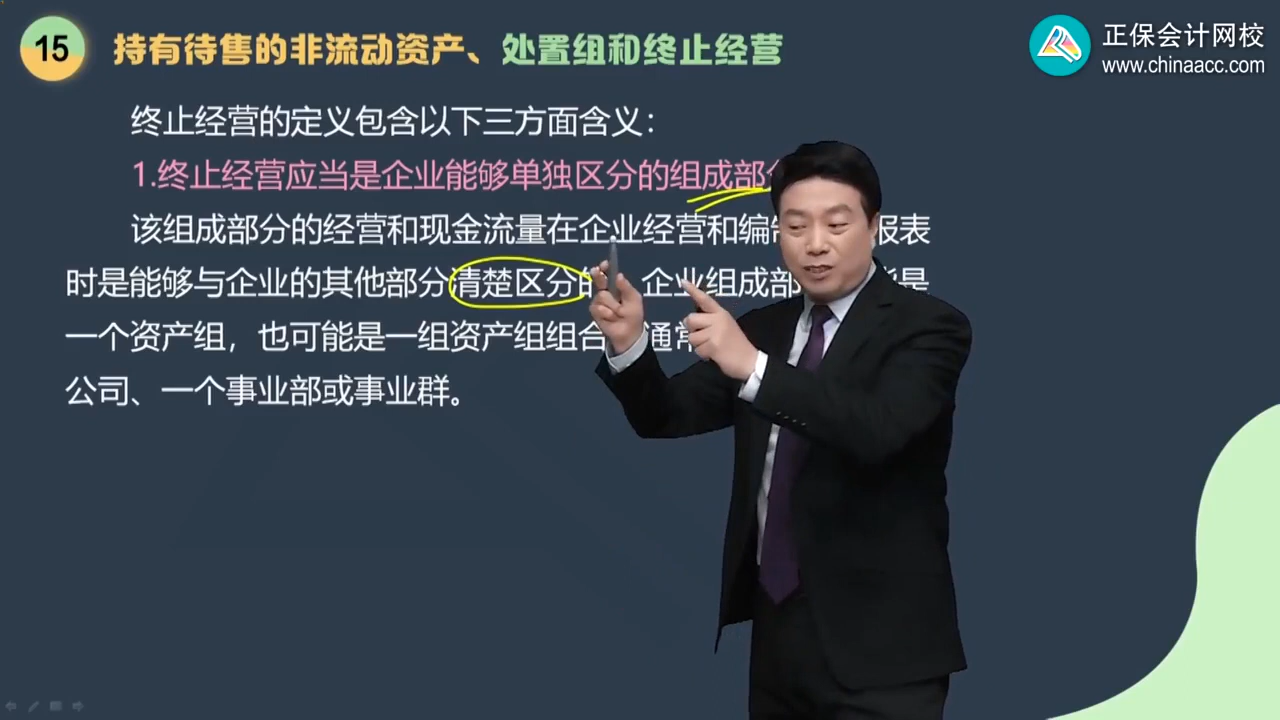 15
持有待售的非流动资产、处置组和终止经营
正保会计网校
www.chinaacc.com
终止经营的定义包含以下三方面含义：
1.终止经营应当是企业能够单独区分的组成部
该组成部分的经营和现金流量在企业经营和编 报表
时是能够与企业的其他部分清楚区分的 企业组成部 是
一个资产组，也可能是一组资产组组合 通常
公司、一个事业部或事业群。